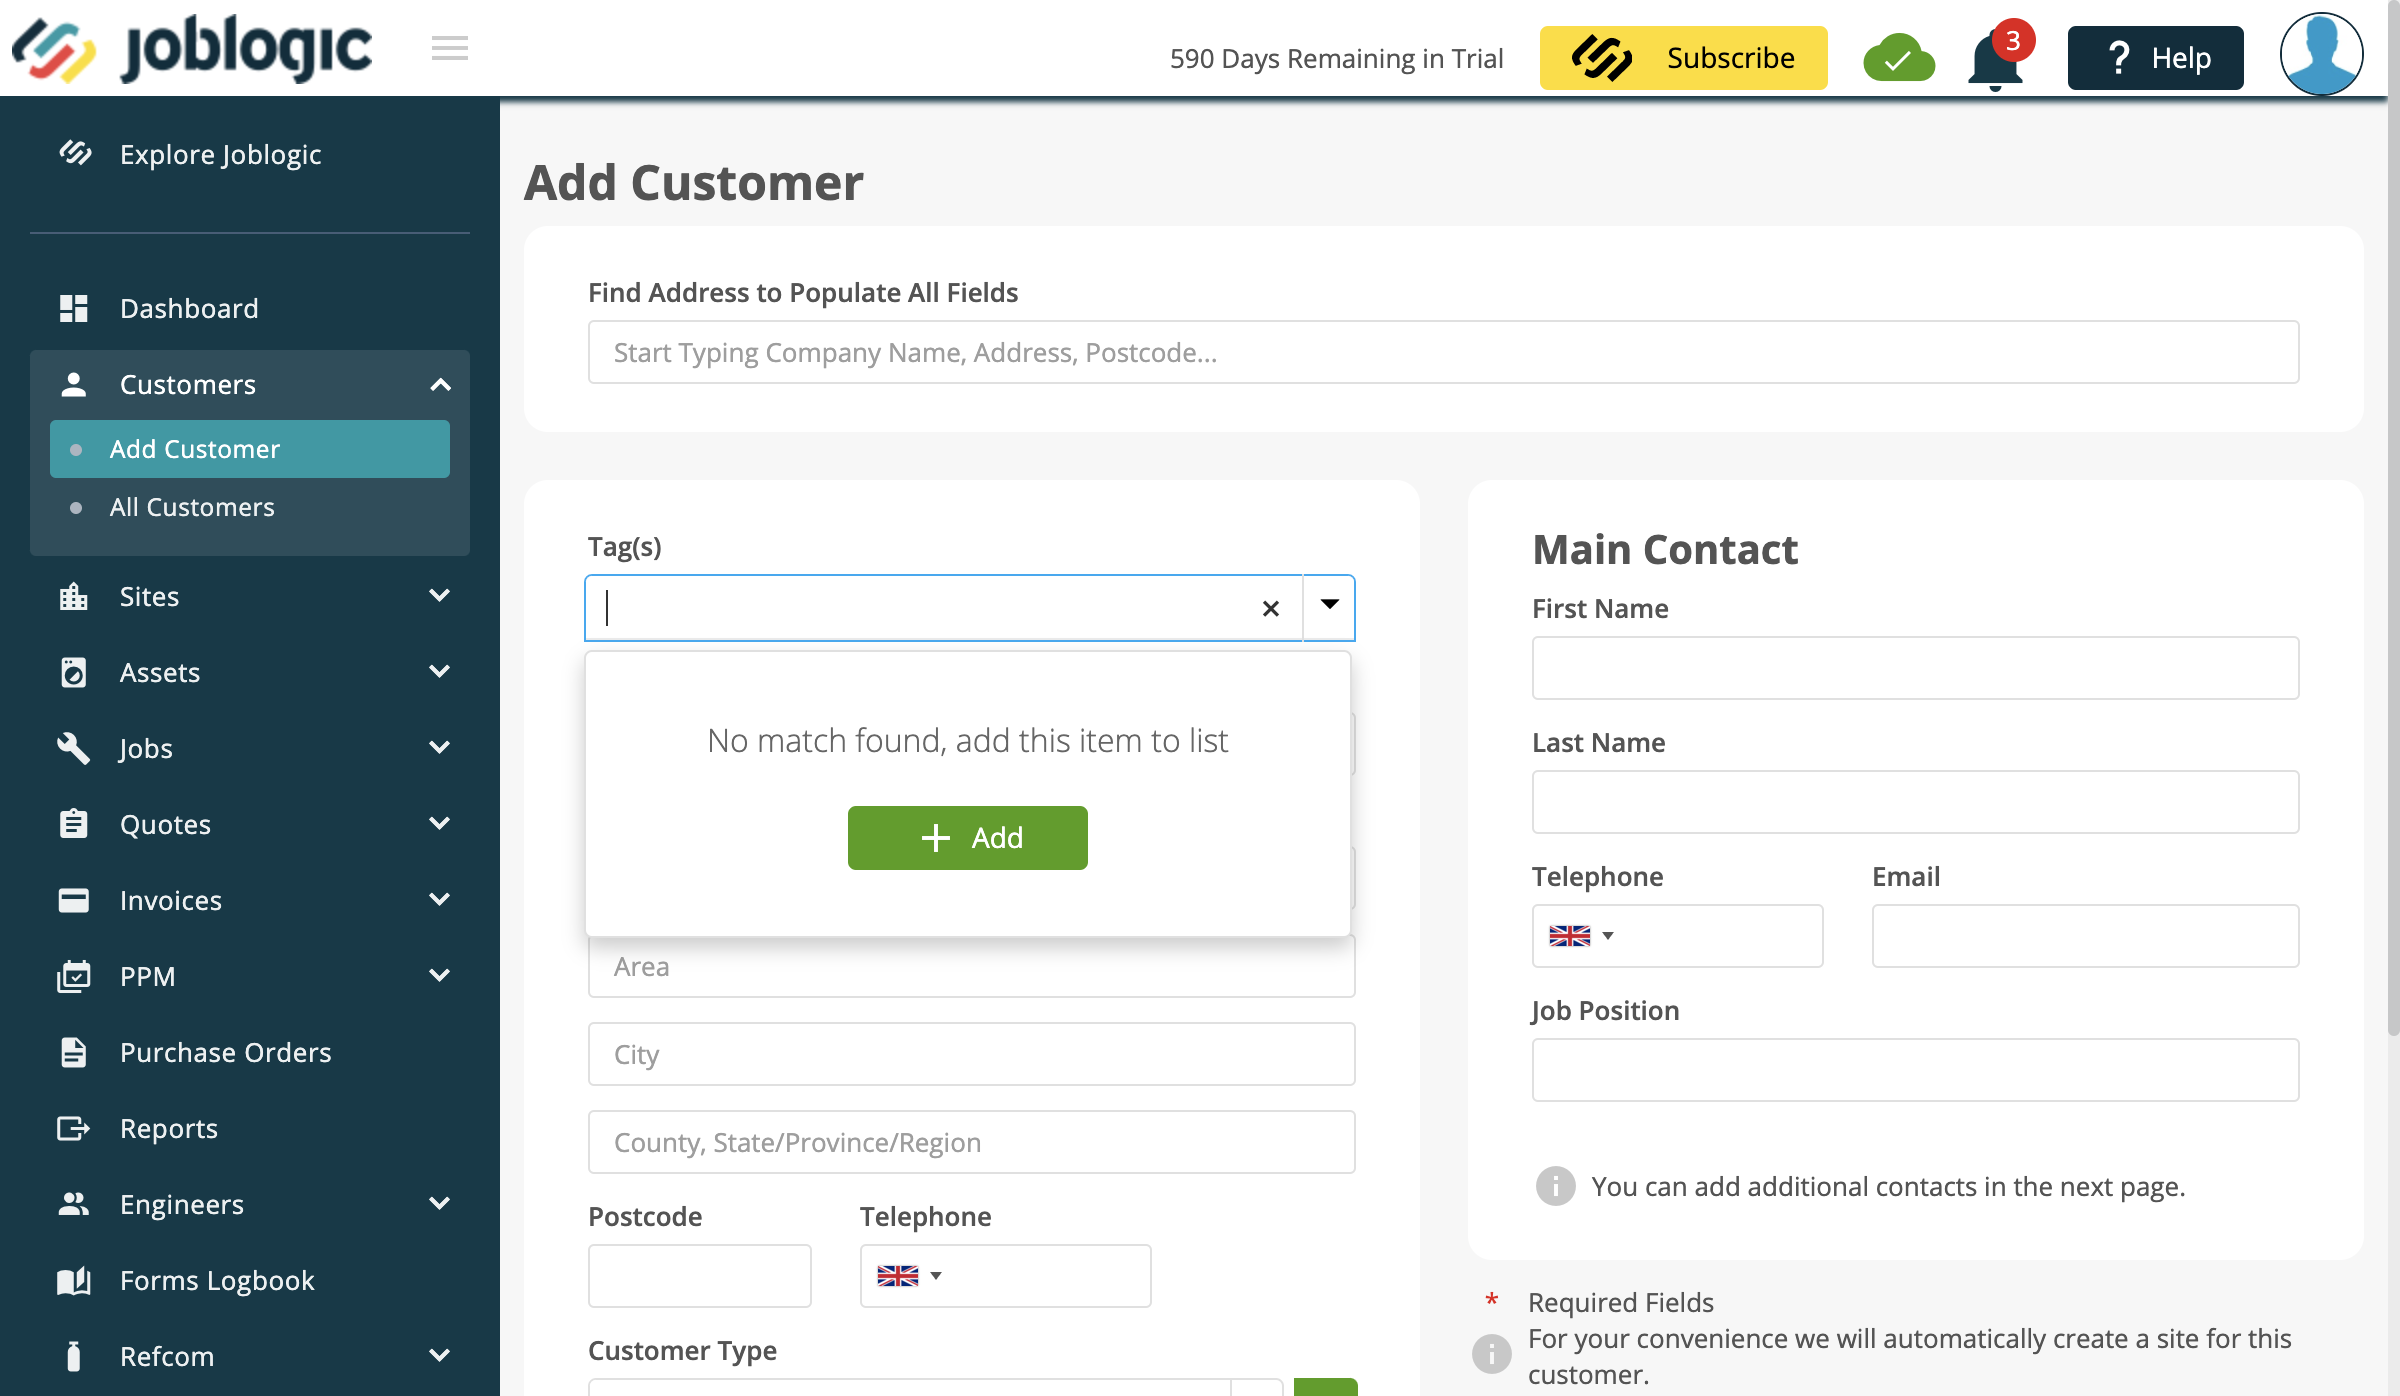 joblogic
590 Days Remaining in Trial
Subscribe
3
? Help
Explore Joblogic
Dashboard
Customers
Add Customer
All Customers
Sites
Assets
Jobs
Quotes
Invoices
PPM
Purchase Orders
Reports
Engineers
Forms Logbook
Refcom
Add Customer
Find Address to Populate All Fields
Start Typing Company Name, Address, Postcode...
Tag(s)
No match found, add this item to list
+ Add
Area
City
County, State/Province/Region
Postcode
Telephone
Customer Type
Main Contact
First Name
Last Name
Telephone
Email
Job Position
You can add additional contacts in the next page.
* Required Fields
For your convenience we will automatically create a site for this
customer.